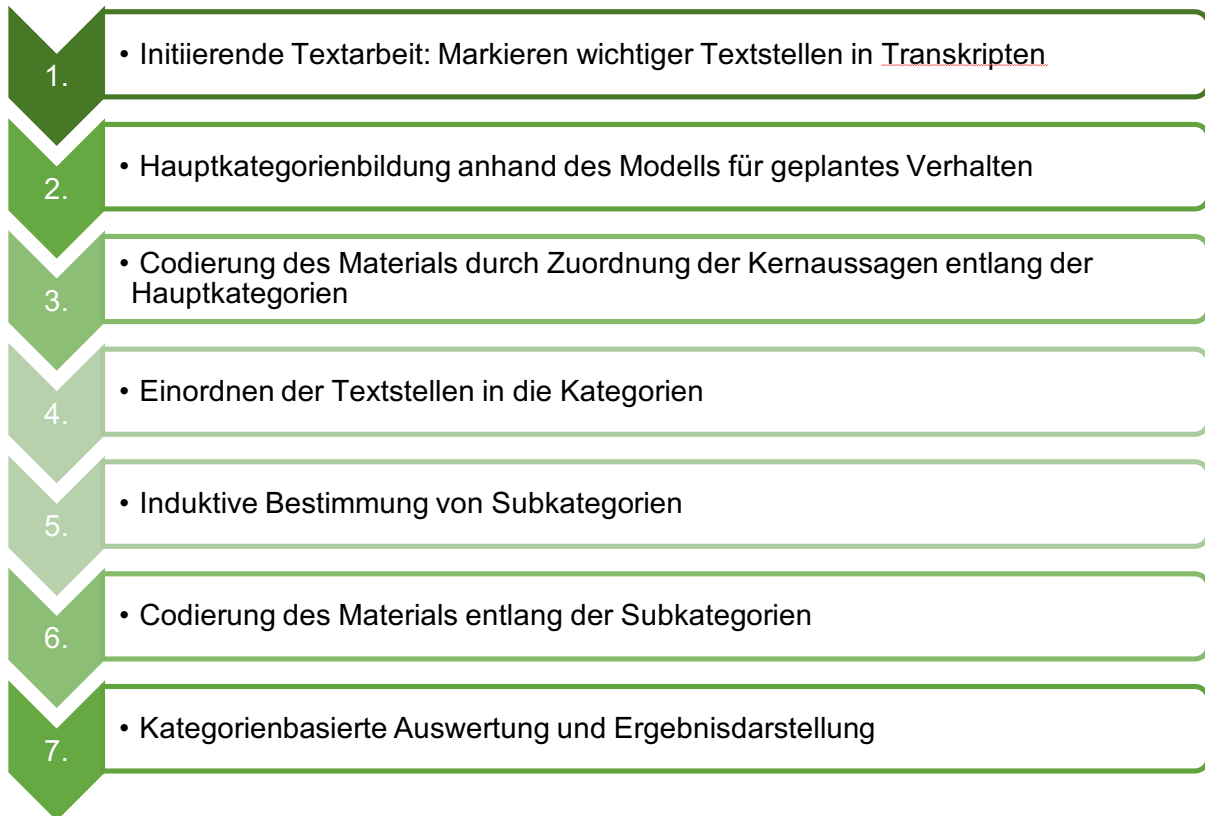 1. • Initiierende Textarbeit: Markieren wichtiger Textstellen in Transkripten
2. • Hauptkategorienbildung anhand des Modells für geplantes Verhalten
3. • Codierung des Materials durch Zuordnung der Kernaussagen entlang der
Hauptkategorien
4. • Einordnen der Textstellen in die Kategorien
5. • Induktive Bestimmung von Subkategorien
6. • Codierung des Materials entlang der Subkategorien
7. • Kategorienbasierte Auswertung und Ergebnisdarstellung